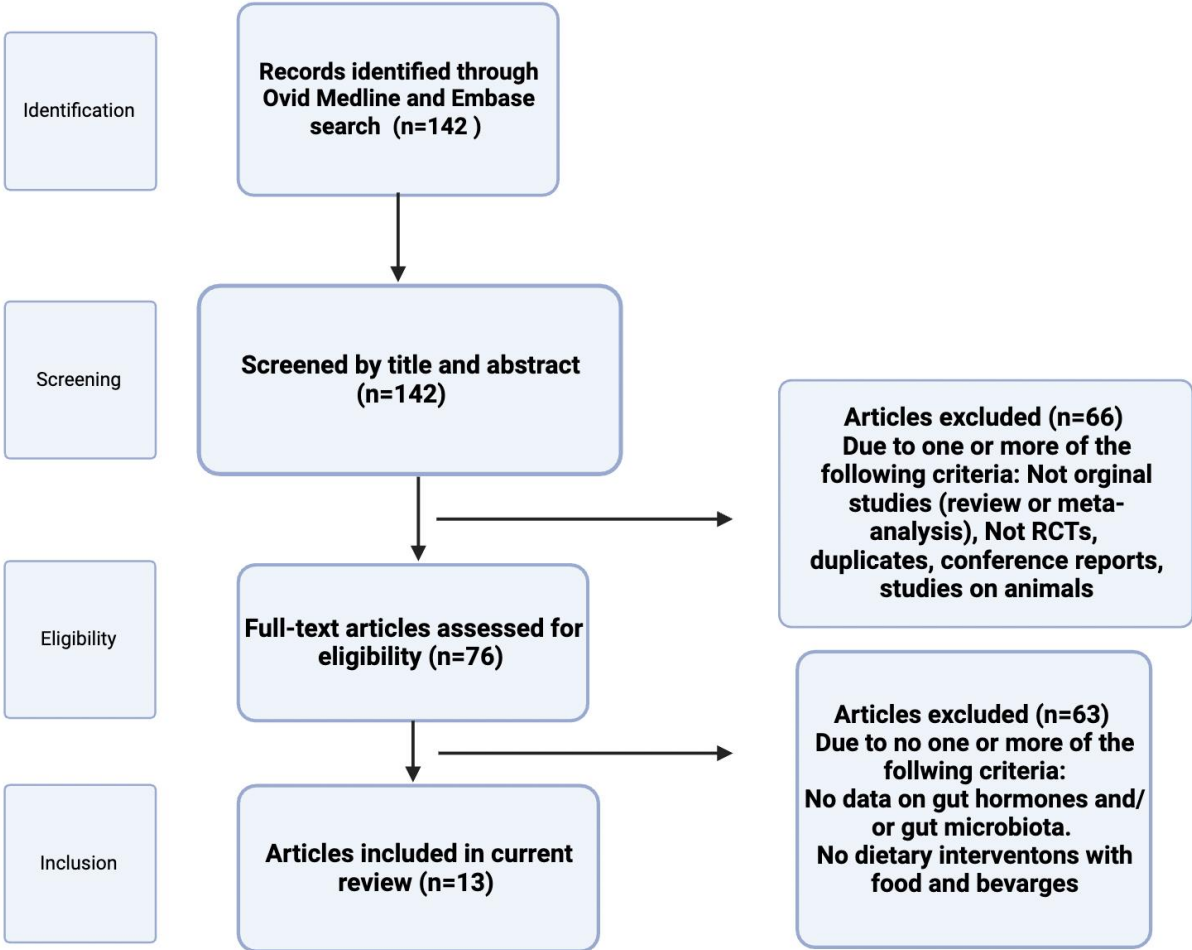 Identification
Records identified through
Ovid Medline and Embase
search (n=142 )
Screening
Screened by title and abstract
(n=142)
Articles excluded (n=66)
Due to one or more of the
following criteria: Not orginal
studies (review or meta-
analysis), Not RCTs,
duplicates, conference reports,
studies on animals
Eligibility
Full-text articles assessed for
eligibility (n=76)
Articles excluded (n=63)
Due to no one or more of the
follwing criteria:
No data on gut hormones and/
or gut microbiota.
No dietary interventons with
food and bevarges
Inclusion
Articles included in current
review (n=13)